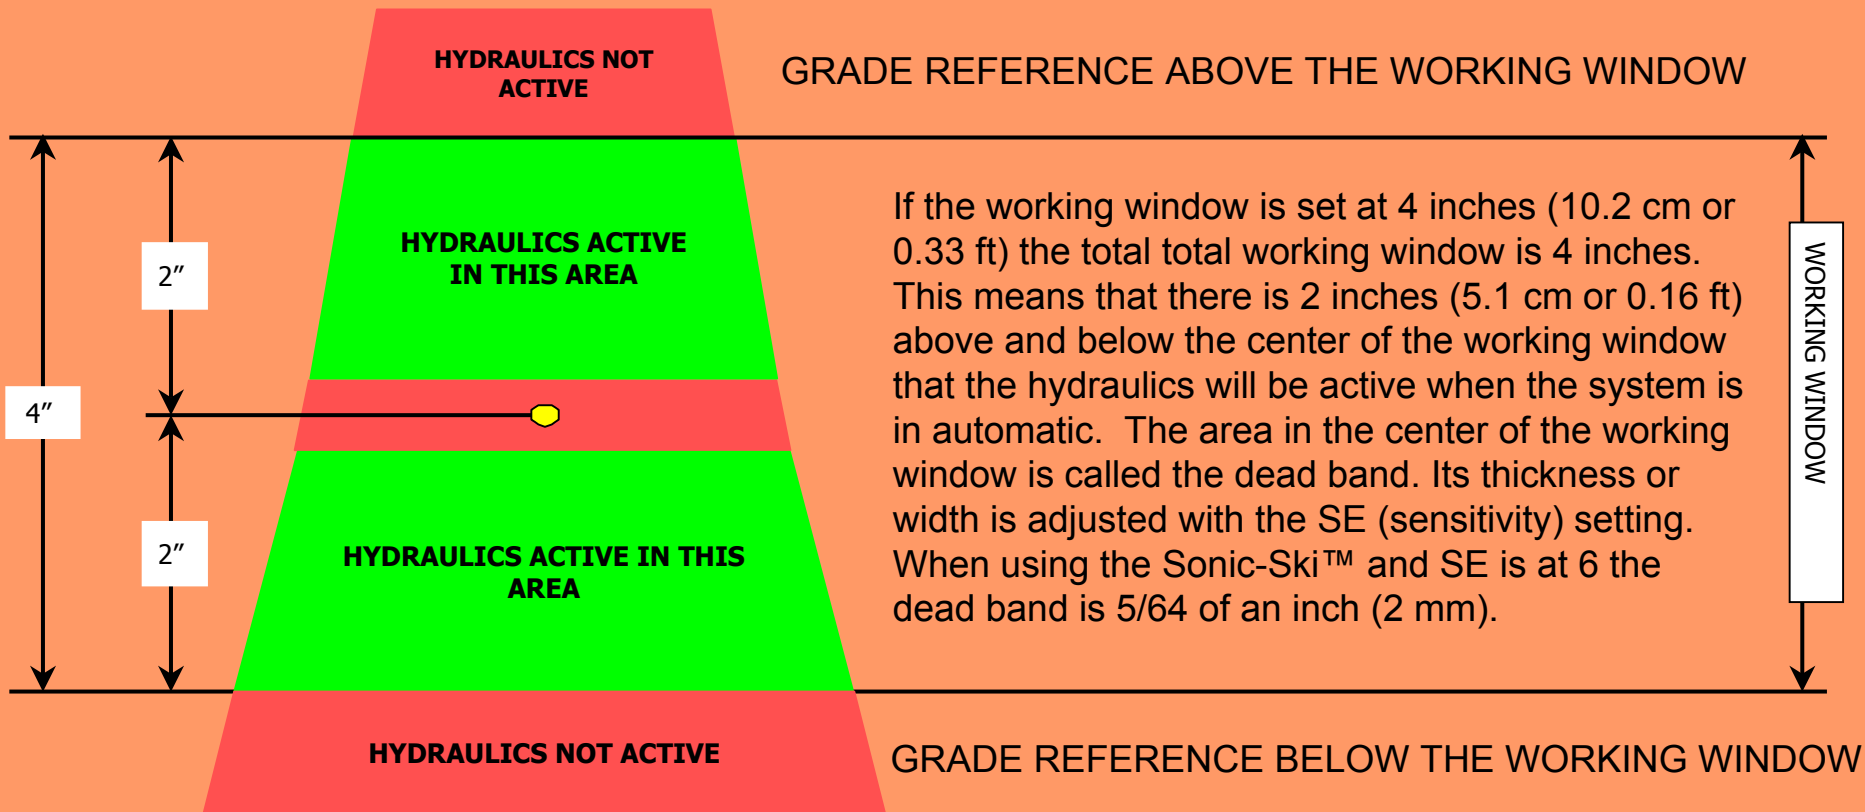 HYDRAULICS NOT
ACTIVE
GRADE REFERENCE ABOVE THE WORKING WINDOW
HYDRAULICS ACTIVE
IN THIS AREA
2”
4”
2”
If the working window is set at 4 inches (10.2 cm or
0.33 ft) the total total working window is 4 inches.
This means that there is 2 inches (5.1 cm or 0.16 ft)
above and below the center of the working window
that the hydraulics will be active when the system is
in automatic.  The area in the center of the working
window is called the dead band. Its thickness or
width is adjusted with the SE (sensitivity) setting.
When using the Sonic-Ski™ and SE is at 6 the
dead band is 5/64 of an inch (2 mm).
WORKING WINDOW
HYDRAULICS ACTIVE IN THIS
AREA
HYDRAULICS NOT ACTIVE
GRADE REFERENCE BELOW THE WORKING WINDOW